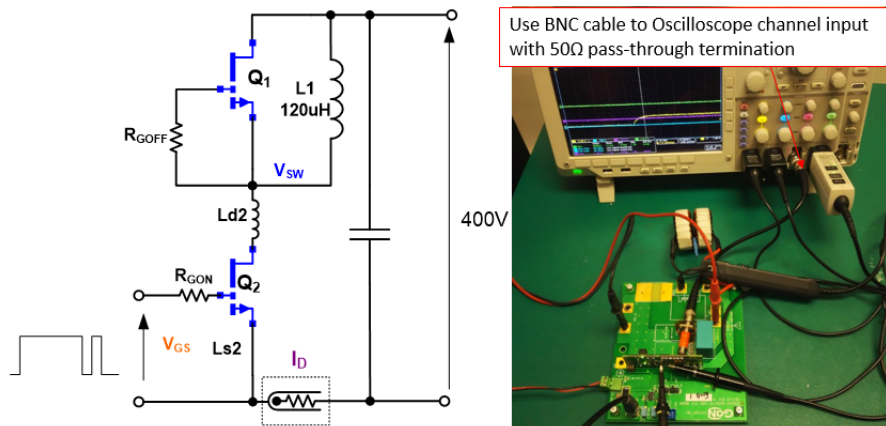 Use BNC cable to Oscilloscope channel input
with 50Ω pass-through termination
Q1
L1
120uH
RGOFF
VSW
Ld2
400V
RGON
Q2
VGS
Ls2
ID
GaN